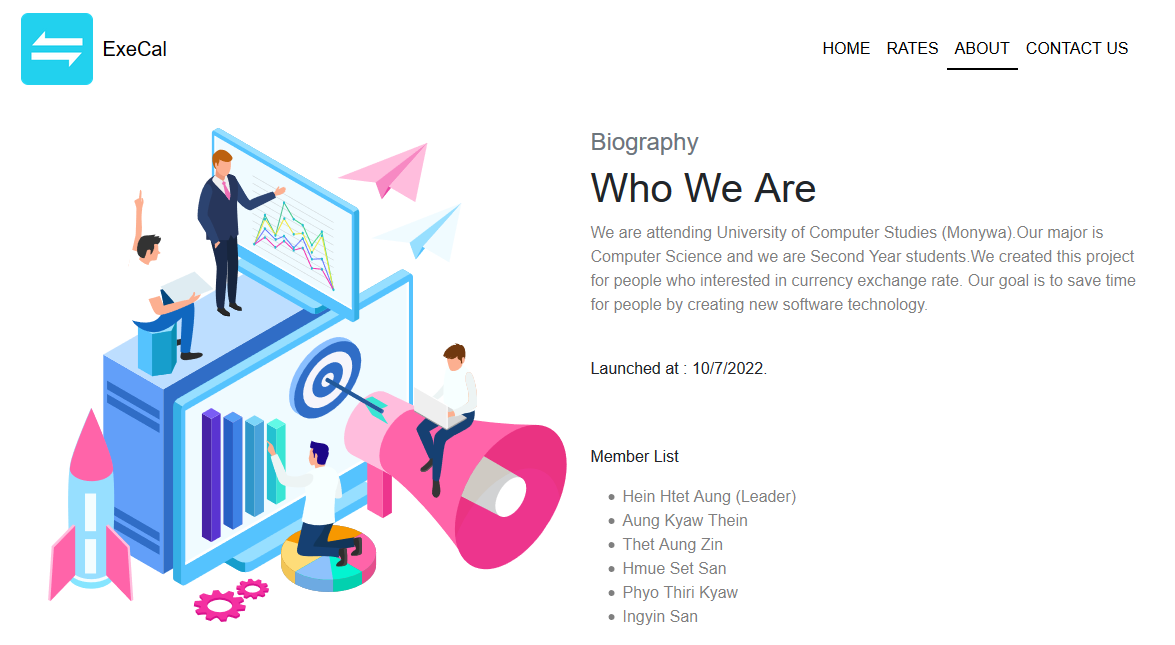 ExeCal
HOME RATES ABOUT CONTACT US
Biography
Who We Are
We are attending University of Computer Studies (Monywa).Our major is
Computer Science and we are Second Year students.We created this project
for people who interested in currency exchange rate. Our goal is to save time
for people by creating new software technology.
Launched at : 10/7/2022.
Member List
Hein Htet Aung (Leader)
Aung Kyaw Thein
Thet Aung Zin
Hmue Set San
Phyo Thiri Kyaw
Ingyin San